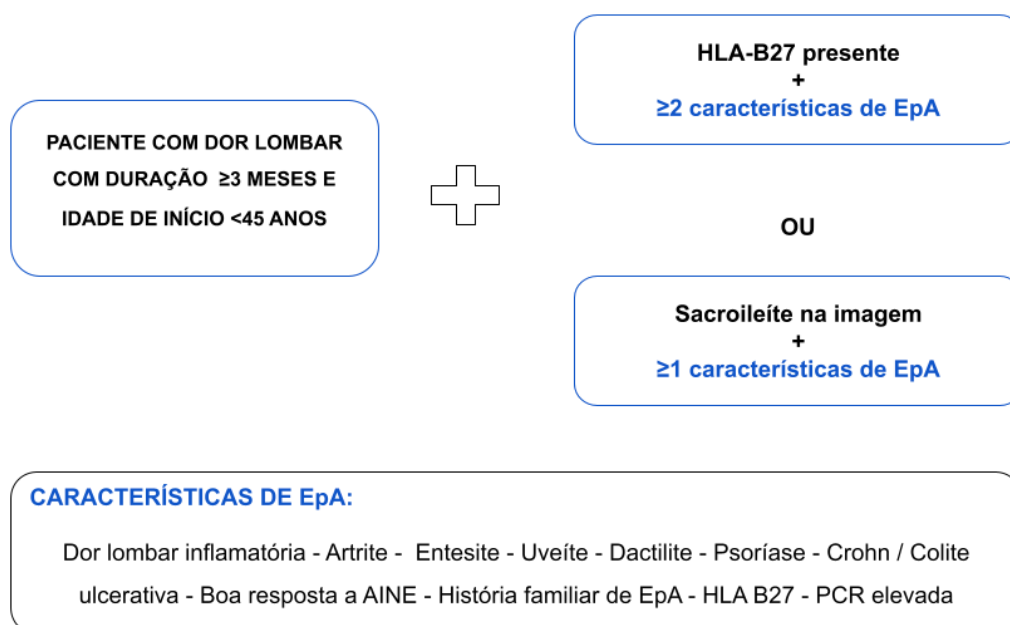 PACIENTE COM DOR LOMBAR
COM DURAÇÃO ≥3 MESES E
IDADE DE INÍCIO <45 ANOS
HLA-B27 presente
+
≥2 características de EpA
OU
Sacroileíte na imagem
+
≥1 características de EpA
CARACTERÍSTICAS DE EpA:
Dor lombar inflamatória - Artrite - Entesite - Uveíte - Dactilite - Psoríase - Crohn / Colite
ulcerativa - Boa resposta a AINE - História familiar de EpA - HLA B27 - PCR elevada